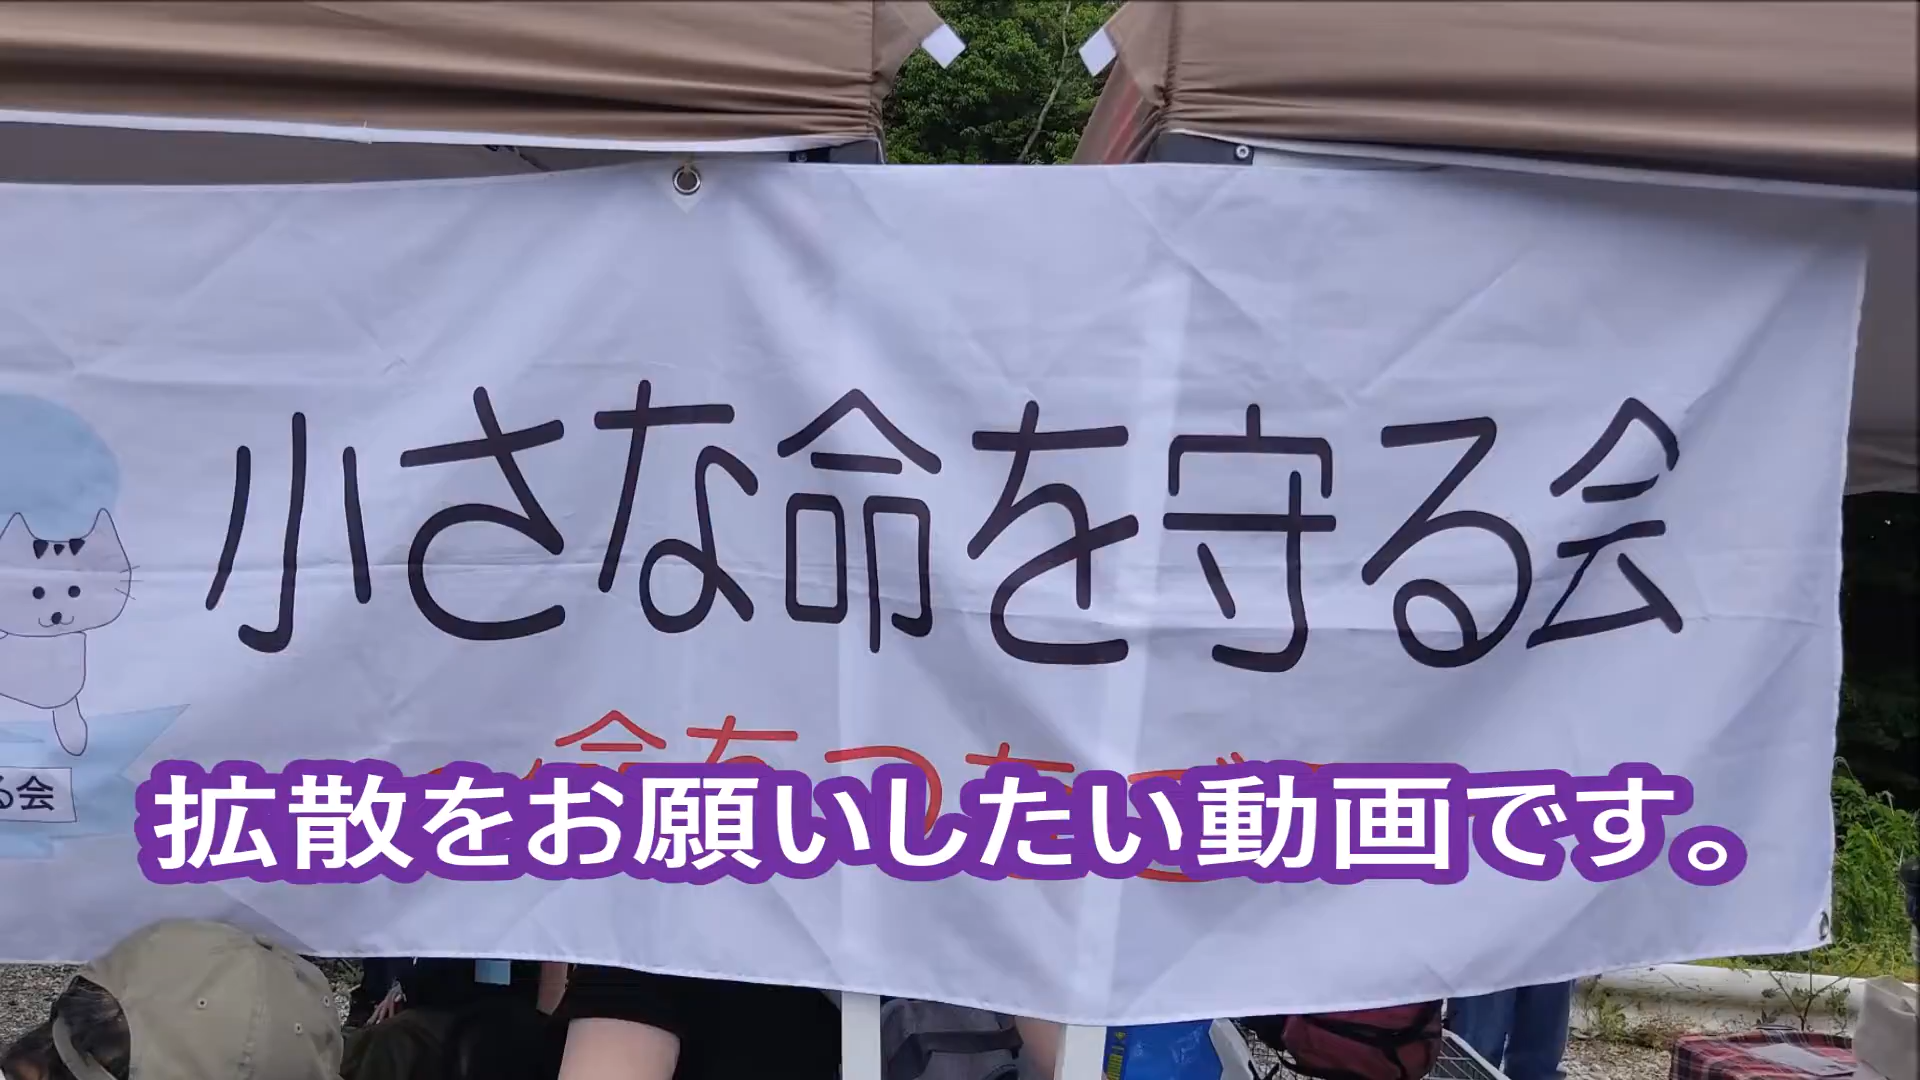 小さな命を守る会
る会
拡散をお願いしたい動画です。